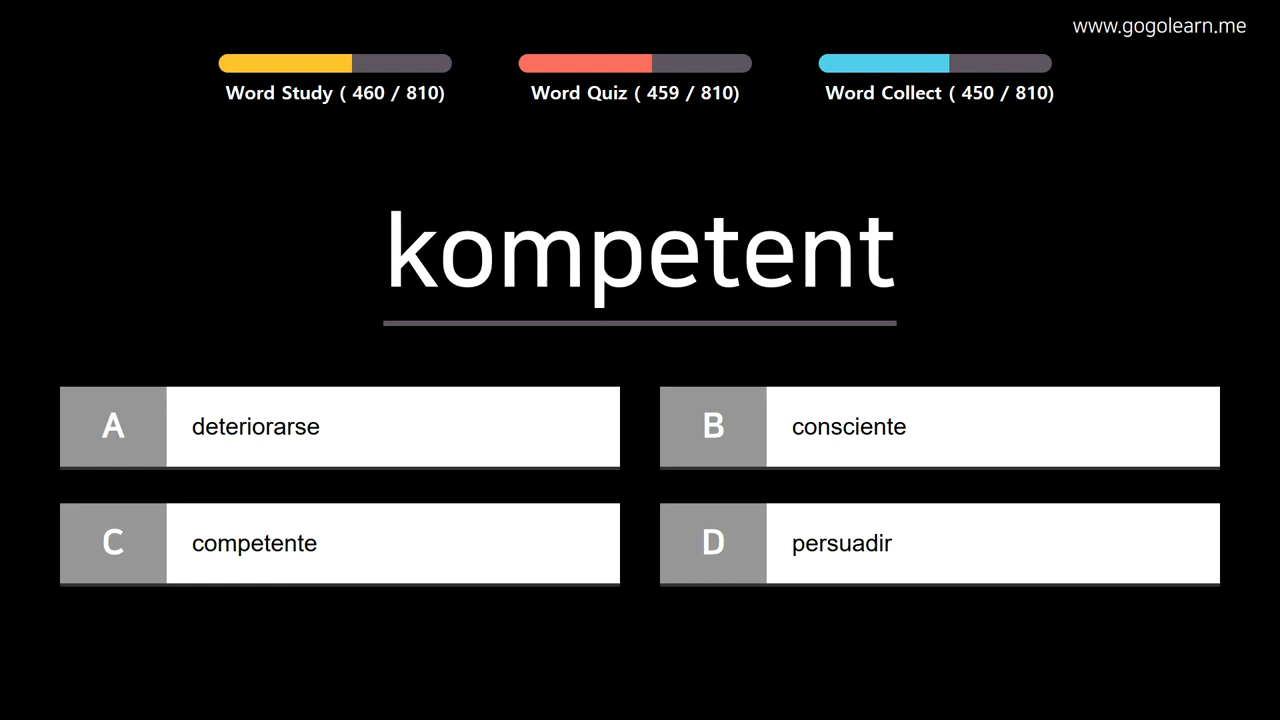 www.gogolearn.me
Word Study ( 460 / 810)
Word Quiz ( 459 / 810)
Word Collect ( 450 / 810)
kompetent
A deteriorarse
B consciente
C competente
D persuadir